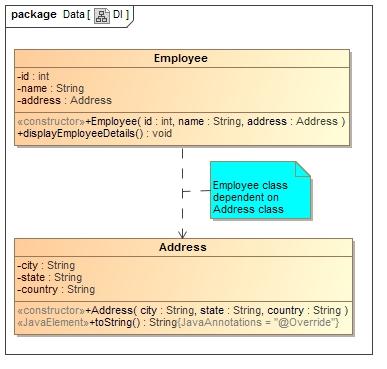 package Data [ DI ]
Employee
-id : int
-name : String
-address : Address
«constructor»+Employee( id : int, name : String, address : Address )
+displayEmployeeDetails() : void
Employee class
dependent on
Address class
Address
-city : String
-state : String
-country : String
«constructor»+Address( city : String, state : String, country : String )
«JavaElement»+toString() : String{JavaAnnotations = "@Override"}